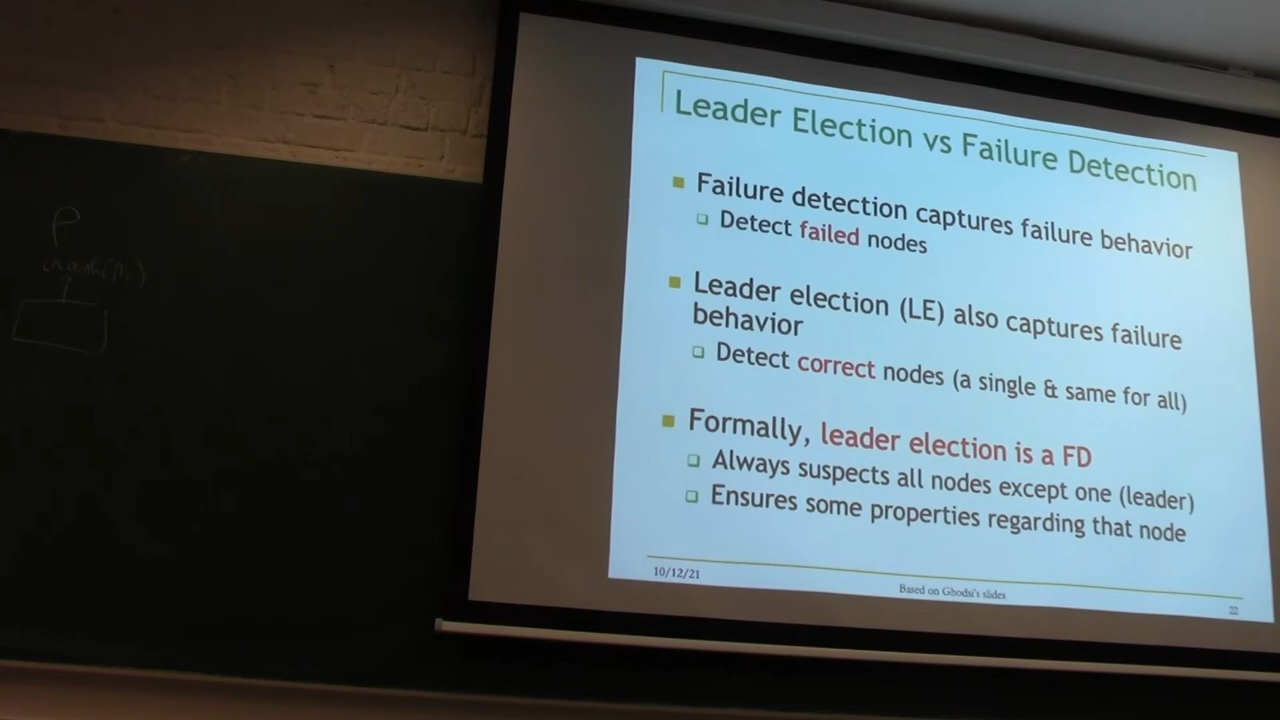 P
Leader Election vs Failure Detection
Failure detection captures failure behavior
Detect failed nodes
Leader election (LE) also captures failure
behavior
Detect correct nodes (a single & same for all)
Formally, leader election is a FD
Always suspects all nodes except one (leader)
Ensures some properties regarding that node
10/12/21
Based on Ghodsi's slides
22